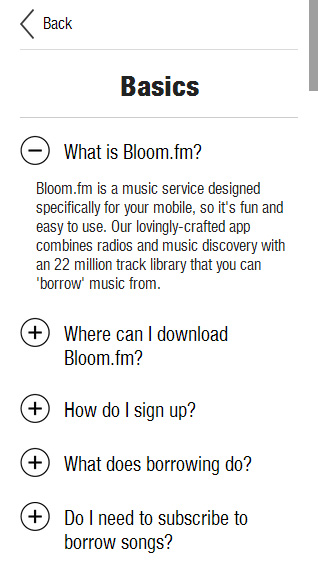 Back
Basics
What is Bloom.fm?
Bloom.fm is a music service designed
specifically for your mobile, so it's fun and
easy to use. Our lovingly-crafted app
combines radios and music discovery with
an 22 million track library that you can
'borrow' music from.
Where can I download
Bloom.fm?
How do I sign up?
What does borrowing do?
Do I need to subscribe to
borrow songs?